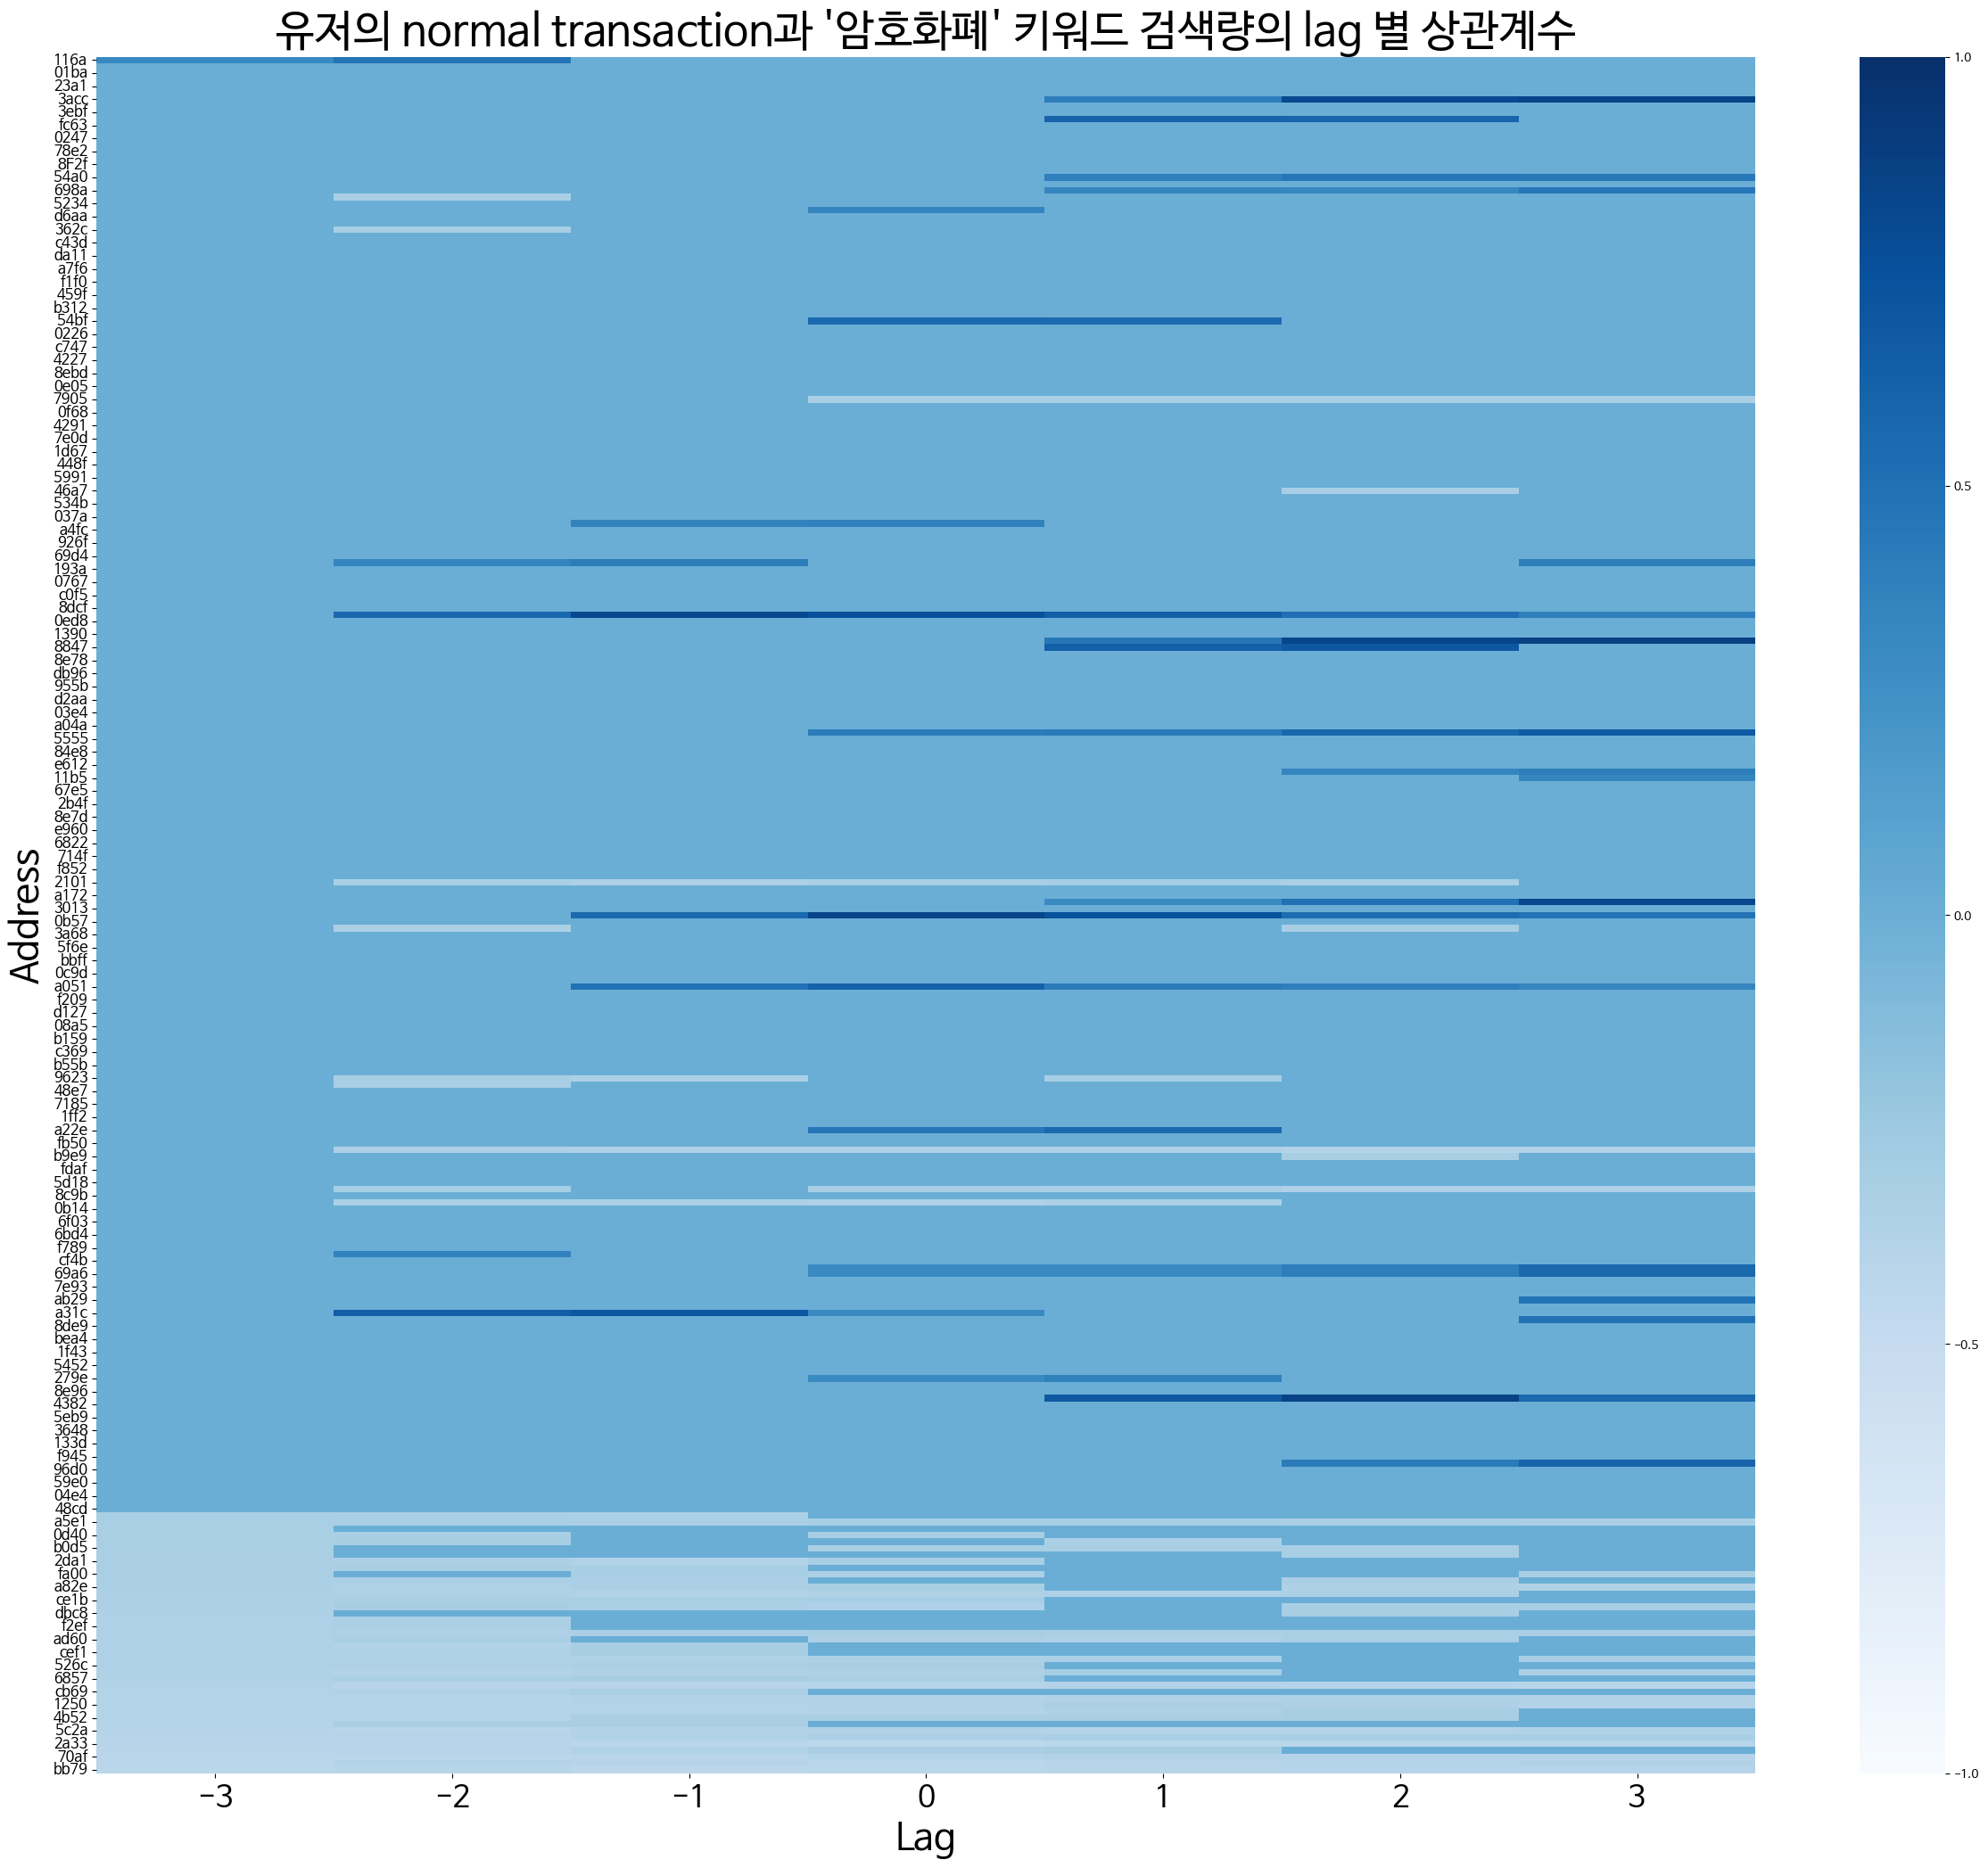 유저의 normal transaction과 '암호화폐' 키워드 검색량의 lag 별 상관계수
Address
116a
01ba
23a1
3acc
3ebf
fc63
0247
78e2
8F2f
54a0
698a
5234
d6aa
362c
c43d
da11
a7f6
f1f0
459f
b312
54bf
0226
c747
4227
8ebd
0e05
7905
0f68
4291
7e0d
1d67
448f
5991
46a7
534b
037a
a4fc
926f
69d4
193a
0767
c0f5
8dcf
0ed8
1390
8847
8e78
db96
955b
d2aa
03e4
a04a
5555
84e8
e612
11b5
67e5
2b4f
8e7d
e960
6822
714f
f852
2101
a172
3013
0b57
3a68
5f6e
bbff
0c9d
a051
f209
d127
08a5
b159
c369
b55b
9623
48e7
7185
1ff2
a22e
fb50
b9e9
fdaf
5d18
8c9b
0b14
6f03
6bd4
f789
cf4b
69a6
7e93
ab29
a31c
8de9
bea4
1f43
5452
279e
8e96
4382
5eb9
3648
133d
f945
96d0
59e0
04e4
48cd
a5e1
0d40
b0d5
2da1
fa00
a82e
ce1b
dbc8
f2ef
ad60
cef1
526c
6857
cb69
1250
4b52
5c2a
2a33
70af
bb79
−3 −2 −1 0 1 2 3
Lag
1.0
0.5
0.0
−0.5
−1.0